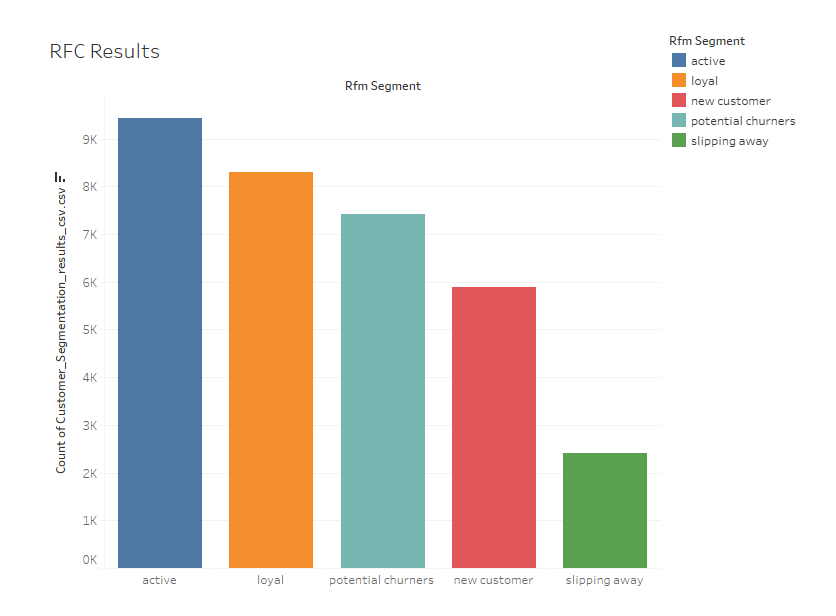 RFC Results
Rfm Segment
active
loyal
new customer
potential churners
slipping away
Rfm Segment
Count of Customer_Segmentation_results_csv.csv
9K
8K
7K
6K
5K
4K
3K
2K
1K
0K
active
loyal
potential churners
new customer
slipping away